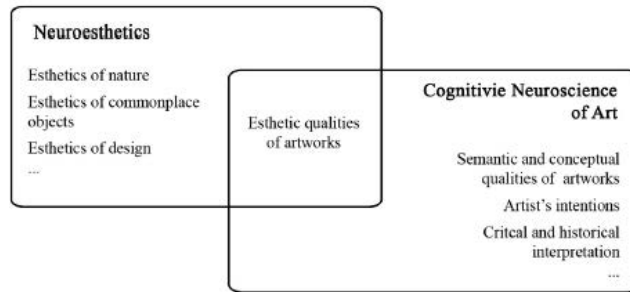 Neuroesthetics
Esthetics of nature
Esthetics of commonplace
objects
Esthetics of design
...
Esthetic qualities
of artworks
Cognitivie Neuroscience
of Art
Semantic and conceptual
qualities of artworks
Artist's intentions
Critcal and historical
interpretation
...